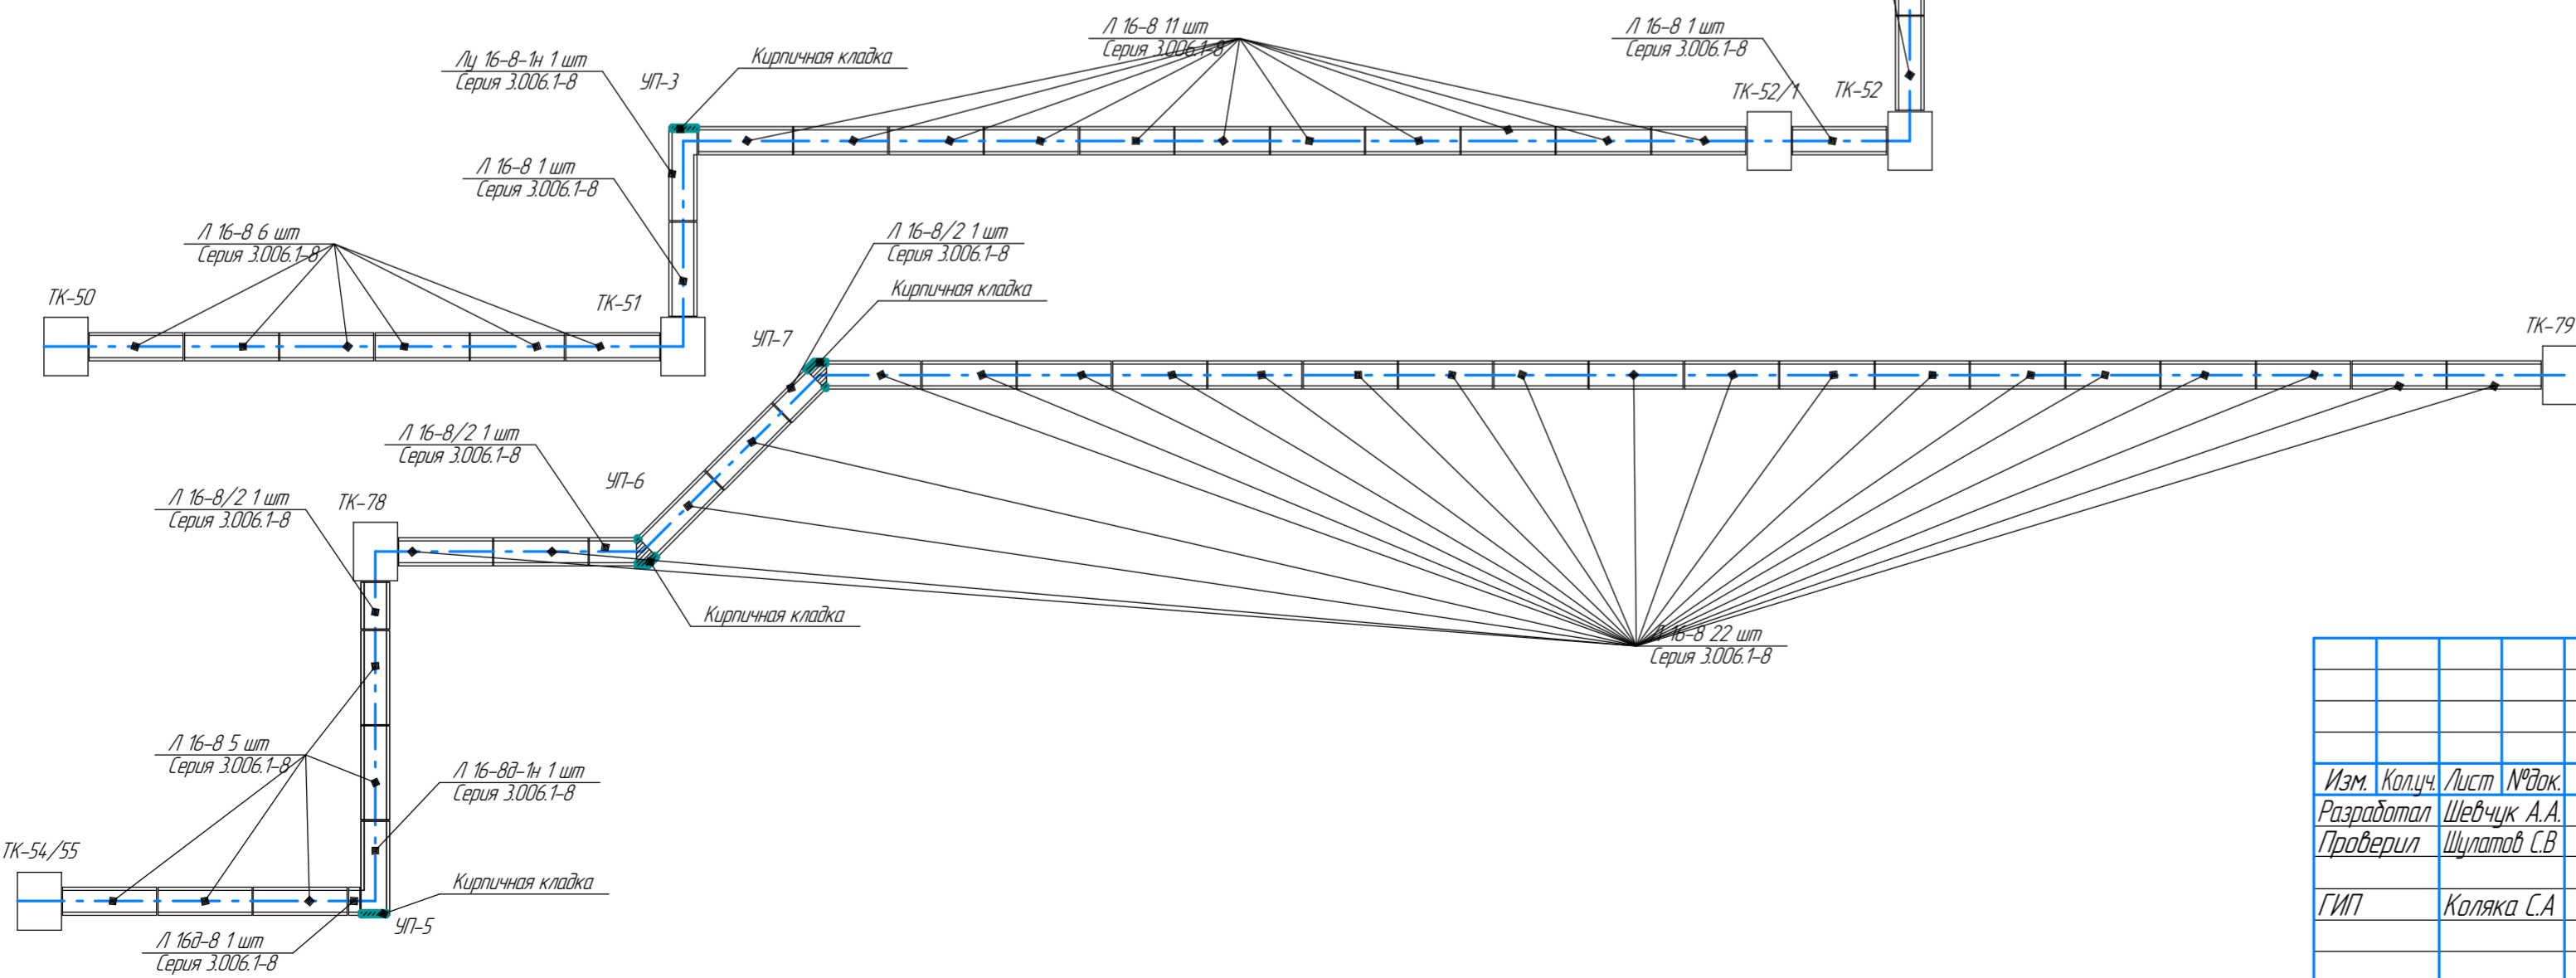 Л 16-8 11 шт
Серия 3.006.1-8
Л 16-8 1 шт
Серия 3.006.1-8
Лу 16-8-1н 1 шт
Серия 3.006.1-8
УП-3
Кирпичная кладка
ТК-52/1
ТК-52
Л 16-8 1 шт
Серия 3.006.1-8
Л 16-8 6 шт
Серия 3.006.1-8
ТК-50
ТК-51
Л 16-8/2 1 шт
Серия 3.006.1-8
Кирпичная кладка
УП-7
ТК-79
Л 16-8/2 1 шт
Серия 3.006.1-8
УП-6
Л 16-8/2 1 шт
Серия 3.006.1-8
ТК-78
Кирпичная кладка
Л 16-8 22 шт
Серия 3.006.1-8
Л 16-8 5 шт
Серия 3.006.1-8
Л 16-8д-1н 1 шт
Серия 3.006.1-8
ТК-54/55
Кирпичная кладка
УП-5
Л 16д-8 1 шт
Серия 3.006.1-8
Изм. Кол.уч. Лист №док.
Разработал Шевчук А.А.
Проверил Шулатов С.В
ГИП Коляка С.А